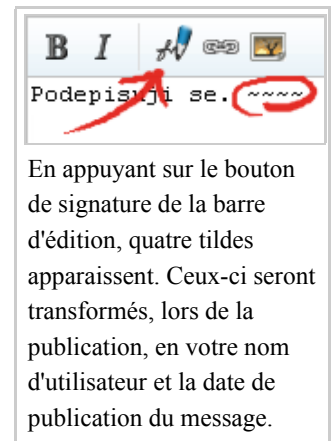 B I
Podepisuji se. ~~~~
En appuyant sur le bouton
de signature de la barre
d'édition, quatre tildes
apparaissent. Ceux-ci seront
transformés, lors de la
publication, en votre nom
d'utilisateur et la date de
publication du message.